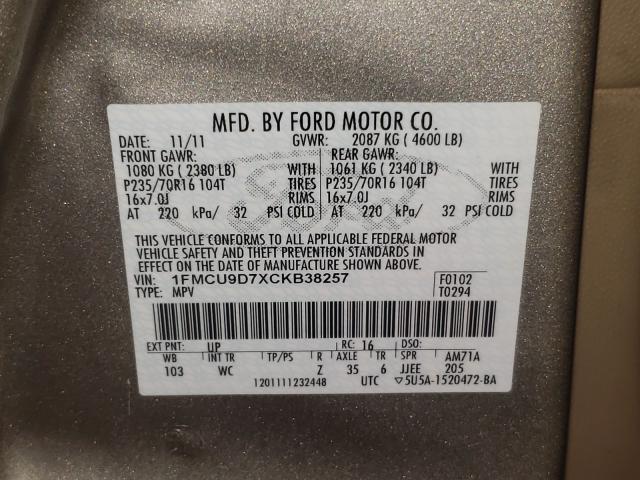 MFD. BY FORD MOTOR CO.
DATE: 11/11 GVWR: 2087 KG ( 4600 LB)
FRONT GAWR: REAR GAWR:
1080 KG ( 2380 LB) 1061 KG ( 2340 LB) WITH
P235/70R16 104T TIRES P235/70R16 104T TIRES
16x7.0J RIMS 16x7.0J RIMS
AT 220 kPa/ 32 PSI COLD AT 220 kPa/ 32 PSI COLD
Ford
THIS VEHICLE CONFORMS TO ALL APPLICABLE FEDERAL MOTOR
VEHICLE SAFETY AND THEFT PREVENTION STANDARDS IN
EFFECT ON THE DATE OF MANUFACTURE SHOWN ABOVE.
VIN: 1FMCU9D7XCKB38257 F0102
TYPE: MPV T0294
EXT PNT: UP RC: 16 DSO:
WB INT TR TP/PS R AXLE TR SPR AM71A
103 WC Z 35 6 JJEE 205
1201111232448 UTC ▽5U5A-1520472-BA